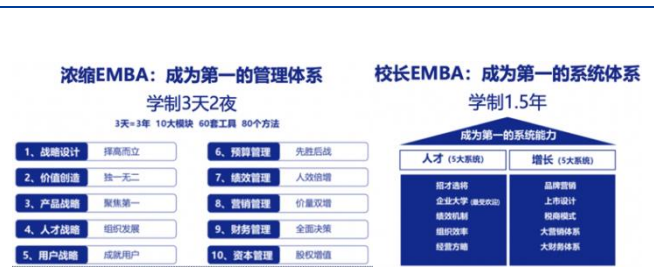 浓缩EMBA：成为第一的管理体系
学制3天2夜
3天=3年 10大模块 60套工具 80个方法
1、战略设计 择高而立
2、价值创造 独一无二
3、产品战略 聚焦第一
4、人才战略 组织发展
5、用户战略 成就用户
6、预算管理 先胜后战
7、绩效管理 人效倍增
8、营销管理 价量双增
9、财务管理 全面决策
10、资本管理 股权增值
校长EMBA：成为第一的系统体系
学制1.5年
成为第一的系统能力
人才（5大系统）
招才选将
企业大学（最受欢迎）
绩效机制
组织效率
经营方略
增长（5大系统）
品牌营销
上市设计
税商模式
大营销体系
大财务体系